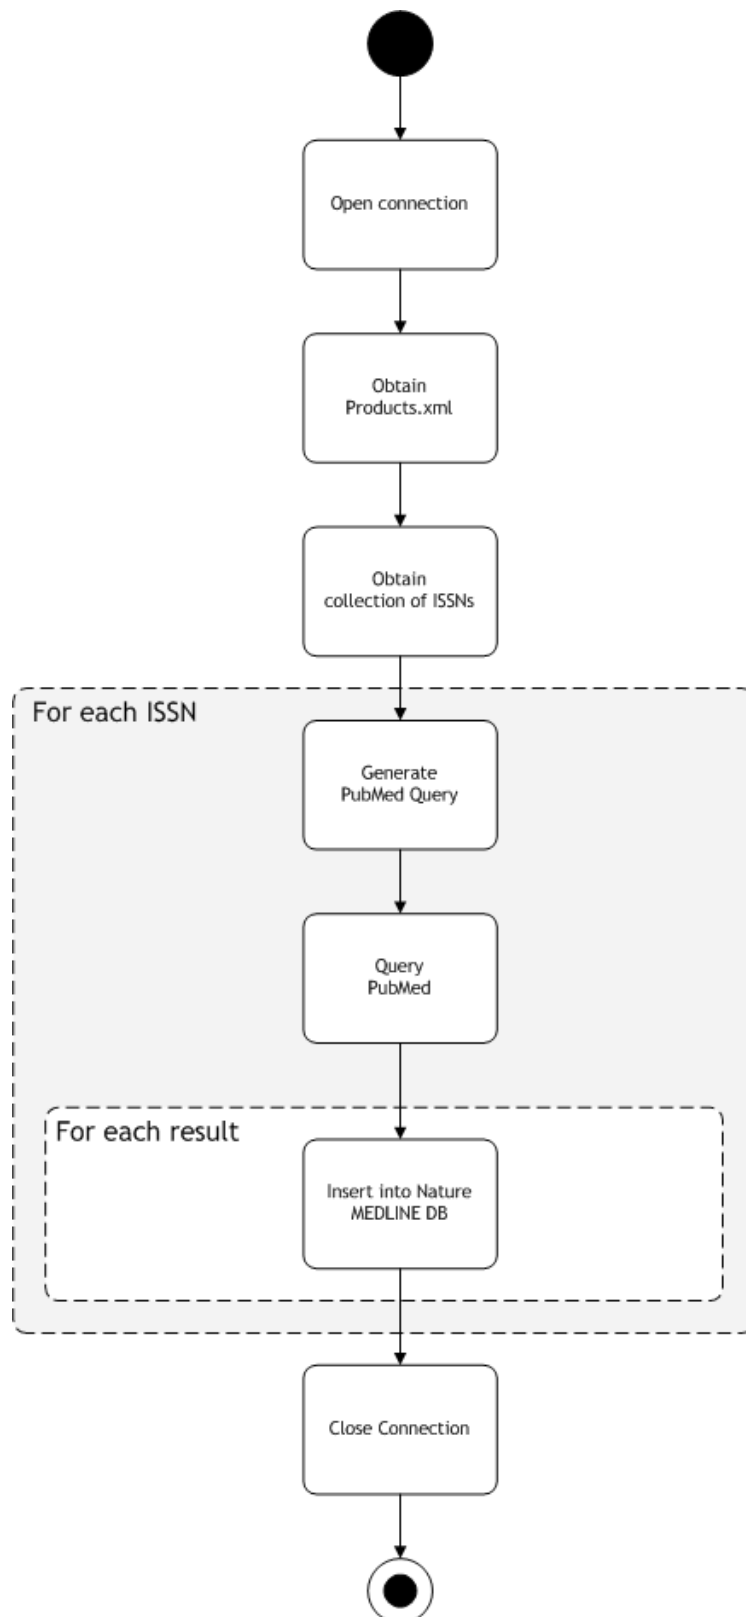 Open connection
Obtain
Products.xml
Obtain
collection of ISSNs
For each ISSN
Generate
PubMed Query
Query
PubMed
For each result
Insert into Nature
MEDLINE DB
Close Connection